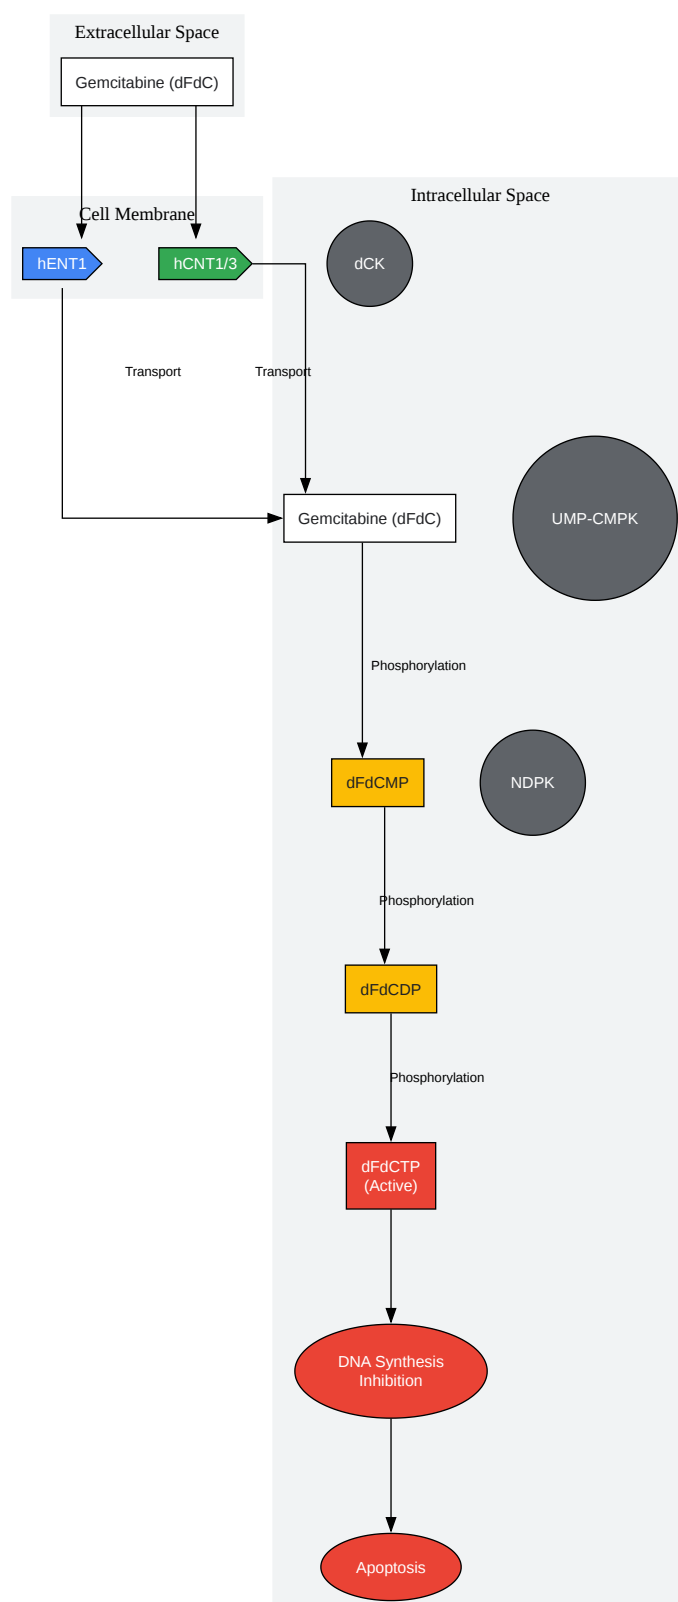 Extracellular Space
Gemcitabine (dFdC)
Intracellular Space
Cell Membrane
hENT1
hCNT1/3
dCK
Transport
Transport
Gemcitabine (dFdC)
UMP-CMPK
Phosphorylation
dFdCMP
NDPK
Phosphorylation
dFdCDP
Phosphorylation
dFdCTP
(Active)
DNA Synthesis
Inhibition
Apoptosis